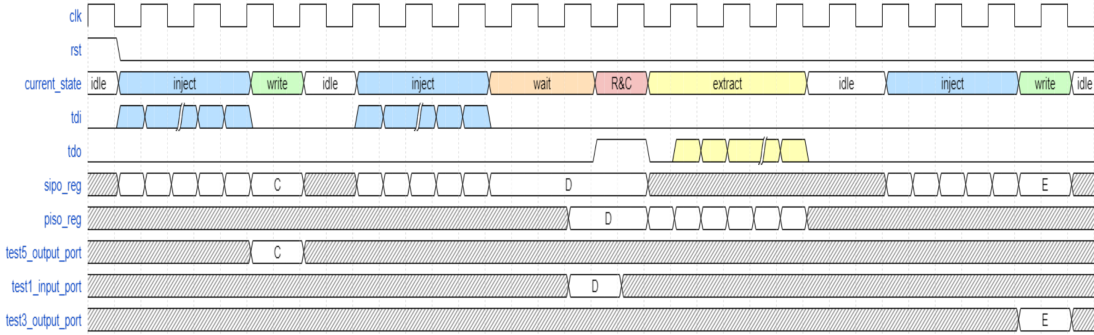 clk
rst
current_state idle inject write idle inject wait R&C extract idle inject write idle
tdi
tdo
sipo_reg C D E
piso_reg D
test5_output_port C
test1_input_port D
test3_output_port E